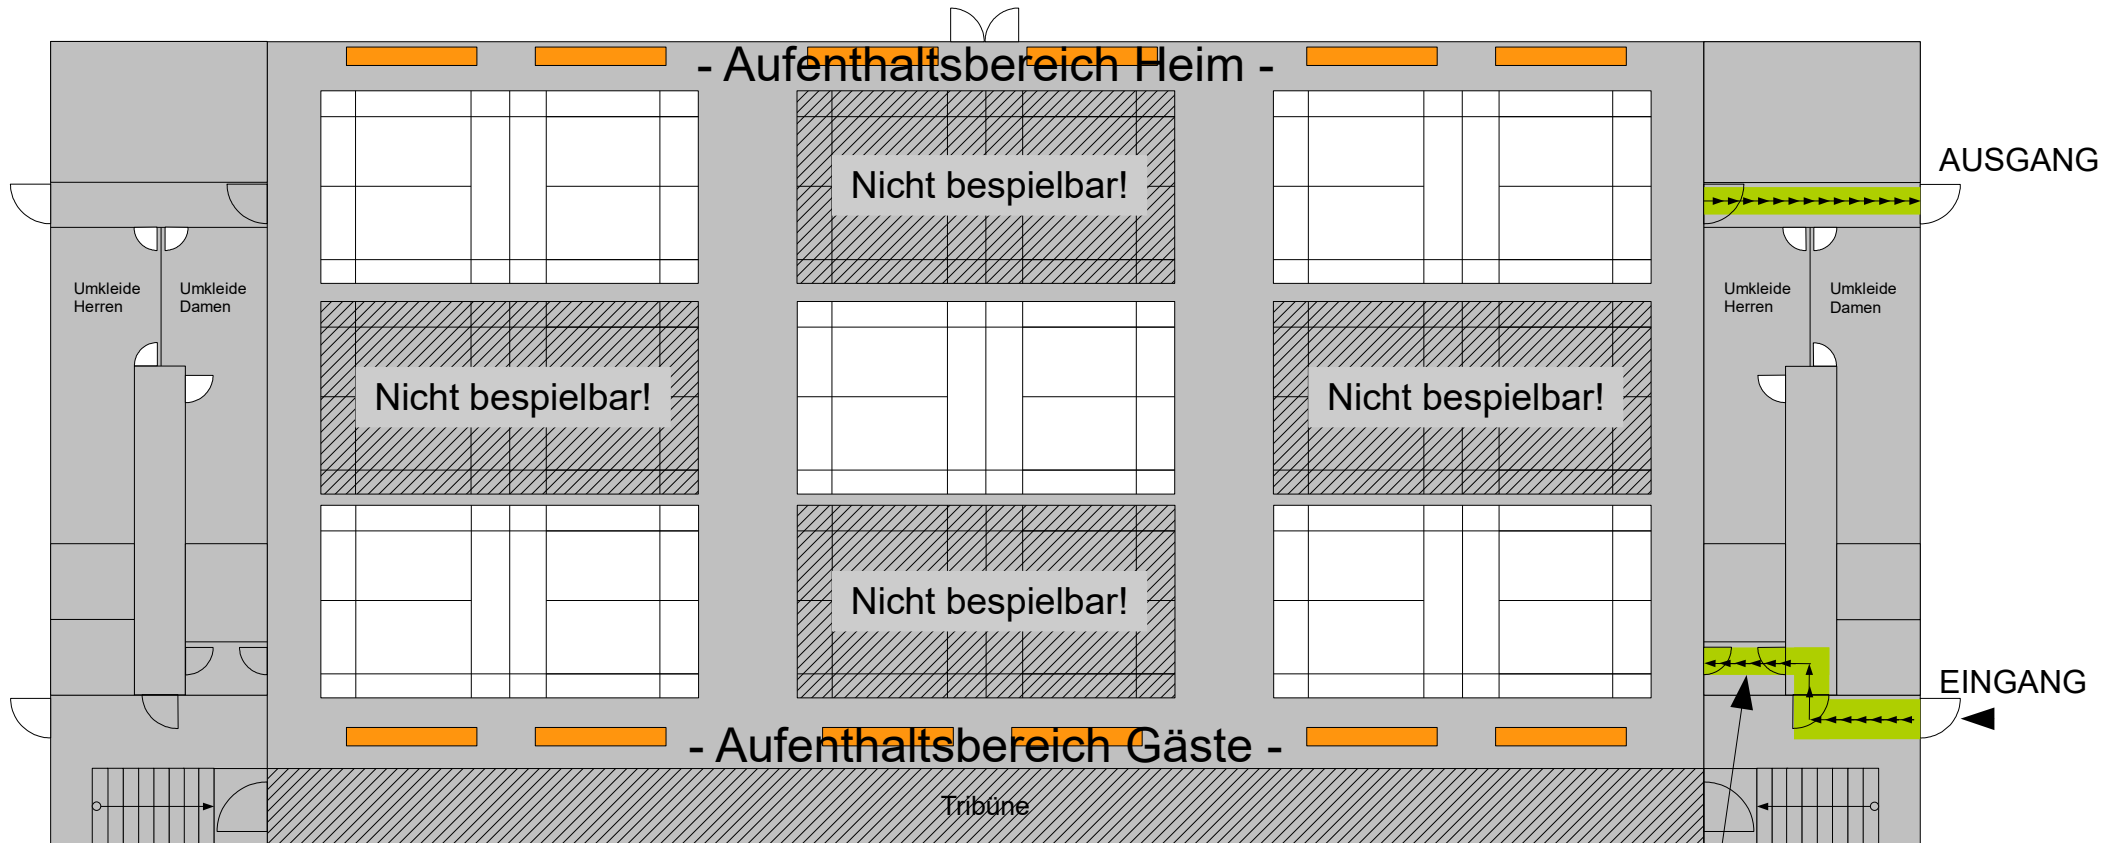 - Aufenthaltsbereich Heim -
AUSGANG
Nicht bespielbar!
Umkleide
Herren
Umkleide
Damen
Umkleide
Herren
Umkleide
Damen
Nicht bespielbar!
Nicht bespielbar!
Nicht bespielbar!
EINGANG
- Aufenthaltsbereich Gäste -
Tribüne